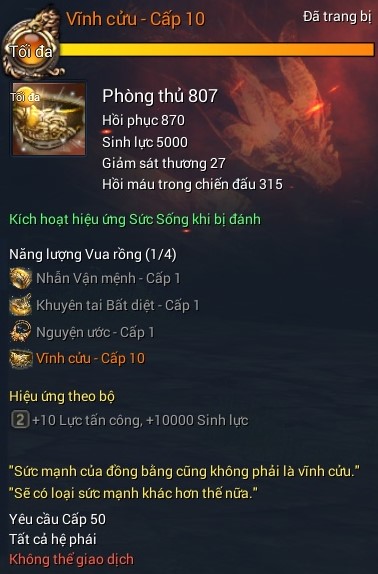 Vĩnh cửu - Cấp 10
Đã trang bị
Tối đa
Tối đa
Phòng thủ 807
Hồi phục 870
Sinh lực 5000
Giảm sát thương 27
Hồi máu trong chiến đấu 315
Kích hoạt hiệu ứng Sức Sống khi bị đánh
Năng lượng Vua rồng (1/4)
Nhẫn Vận mệnh - Cấp 1
Khuyên tai Bất diệt - Cấp 1
Nguyện ước - Cấp 1
Vĩnh cửu - Cấp 10
Hiệu ứng theo bộ
2 +10 Lực tấn công, +10000 Sinh lực
"Sức mạnh của đồng bằng cũng không phải là vĩnh cửu."
"Sẽ có loại sức mạnh khác hơn thế nữa."
Yêu cầu Cấp 50
Tất cả hệ phái
Không thể giao dịch